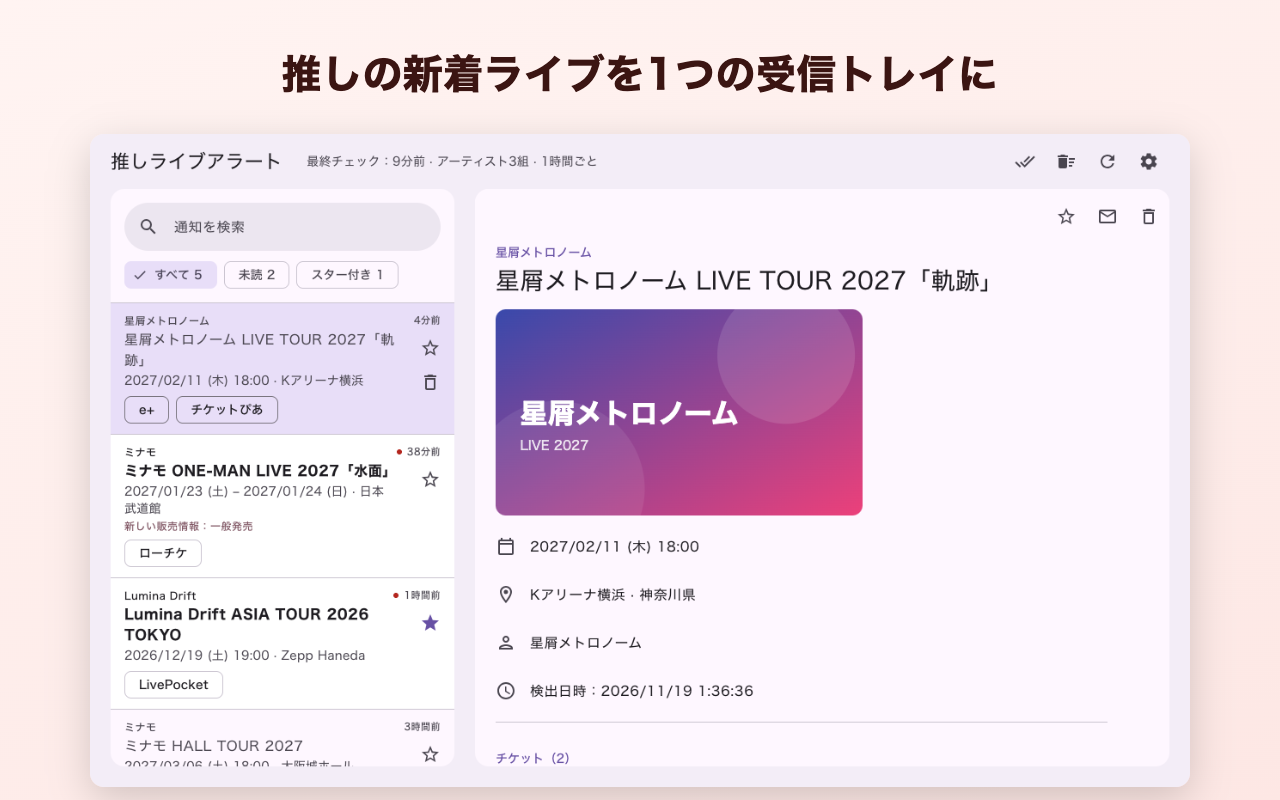 推しの新着ライブを1つの受信トレイに
推しライブアラート
最終チェック：9分前 · アーティスト3組 · 1時間ごと
通知を検索
すべて 5
未読 2
スター付き 1
星屑メトロノーム
4分前
星屑メトロノーム LIVE TOUR 2027「軌
跡」
2027/02/11 (木) 18:00 · Kアリーナ横浜
e+
チケットぴあ
ミナモ
38分前
ミナモ ONE-MAN LIVE 2027「水面」
2027/01/23 (土) – 2027/01/24 (日) · 日本
武道館
新しい販売情報：一般発売
ローチケ
Lumina Drift
1時間前
Lumina Drift ASIA TOUR 2026
TOKYO
2026/12/19 (土) 19:00 · Zepp Haneda
LivePocket
ミナモ
3時間前
ミナモ HALL TOUR 2027
2027/03/06 (土) 18:00 · 大阪城ホール
星屑メトロノーム
星屑メトロノーム LIVE TOUR 2027「軌跡」
星屑メトロノーム
LIVE 2027
2027/02/11 (木) 18:00
Kアリーナ横浜 · 神奈川県
星屑メトロノーム
検出日時：2026/11/19 1:36:36
チケット（2）